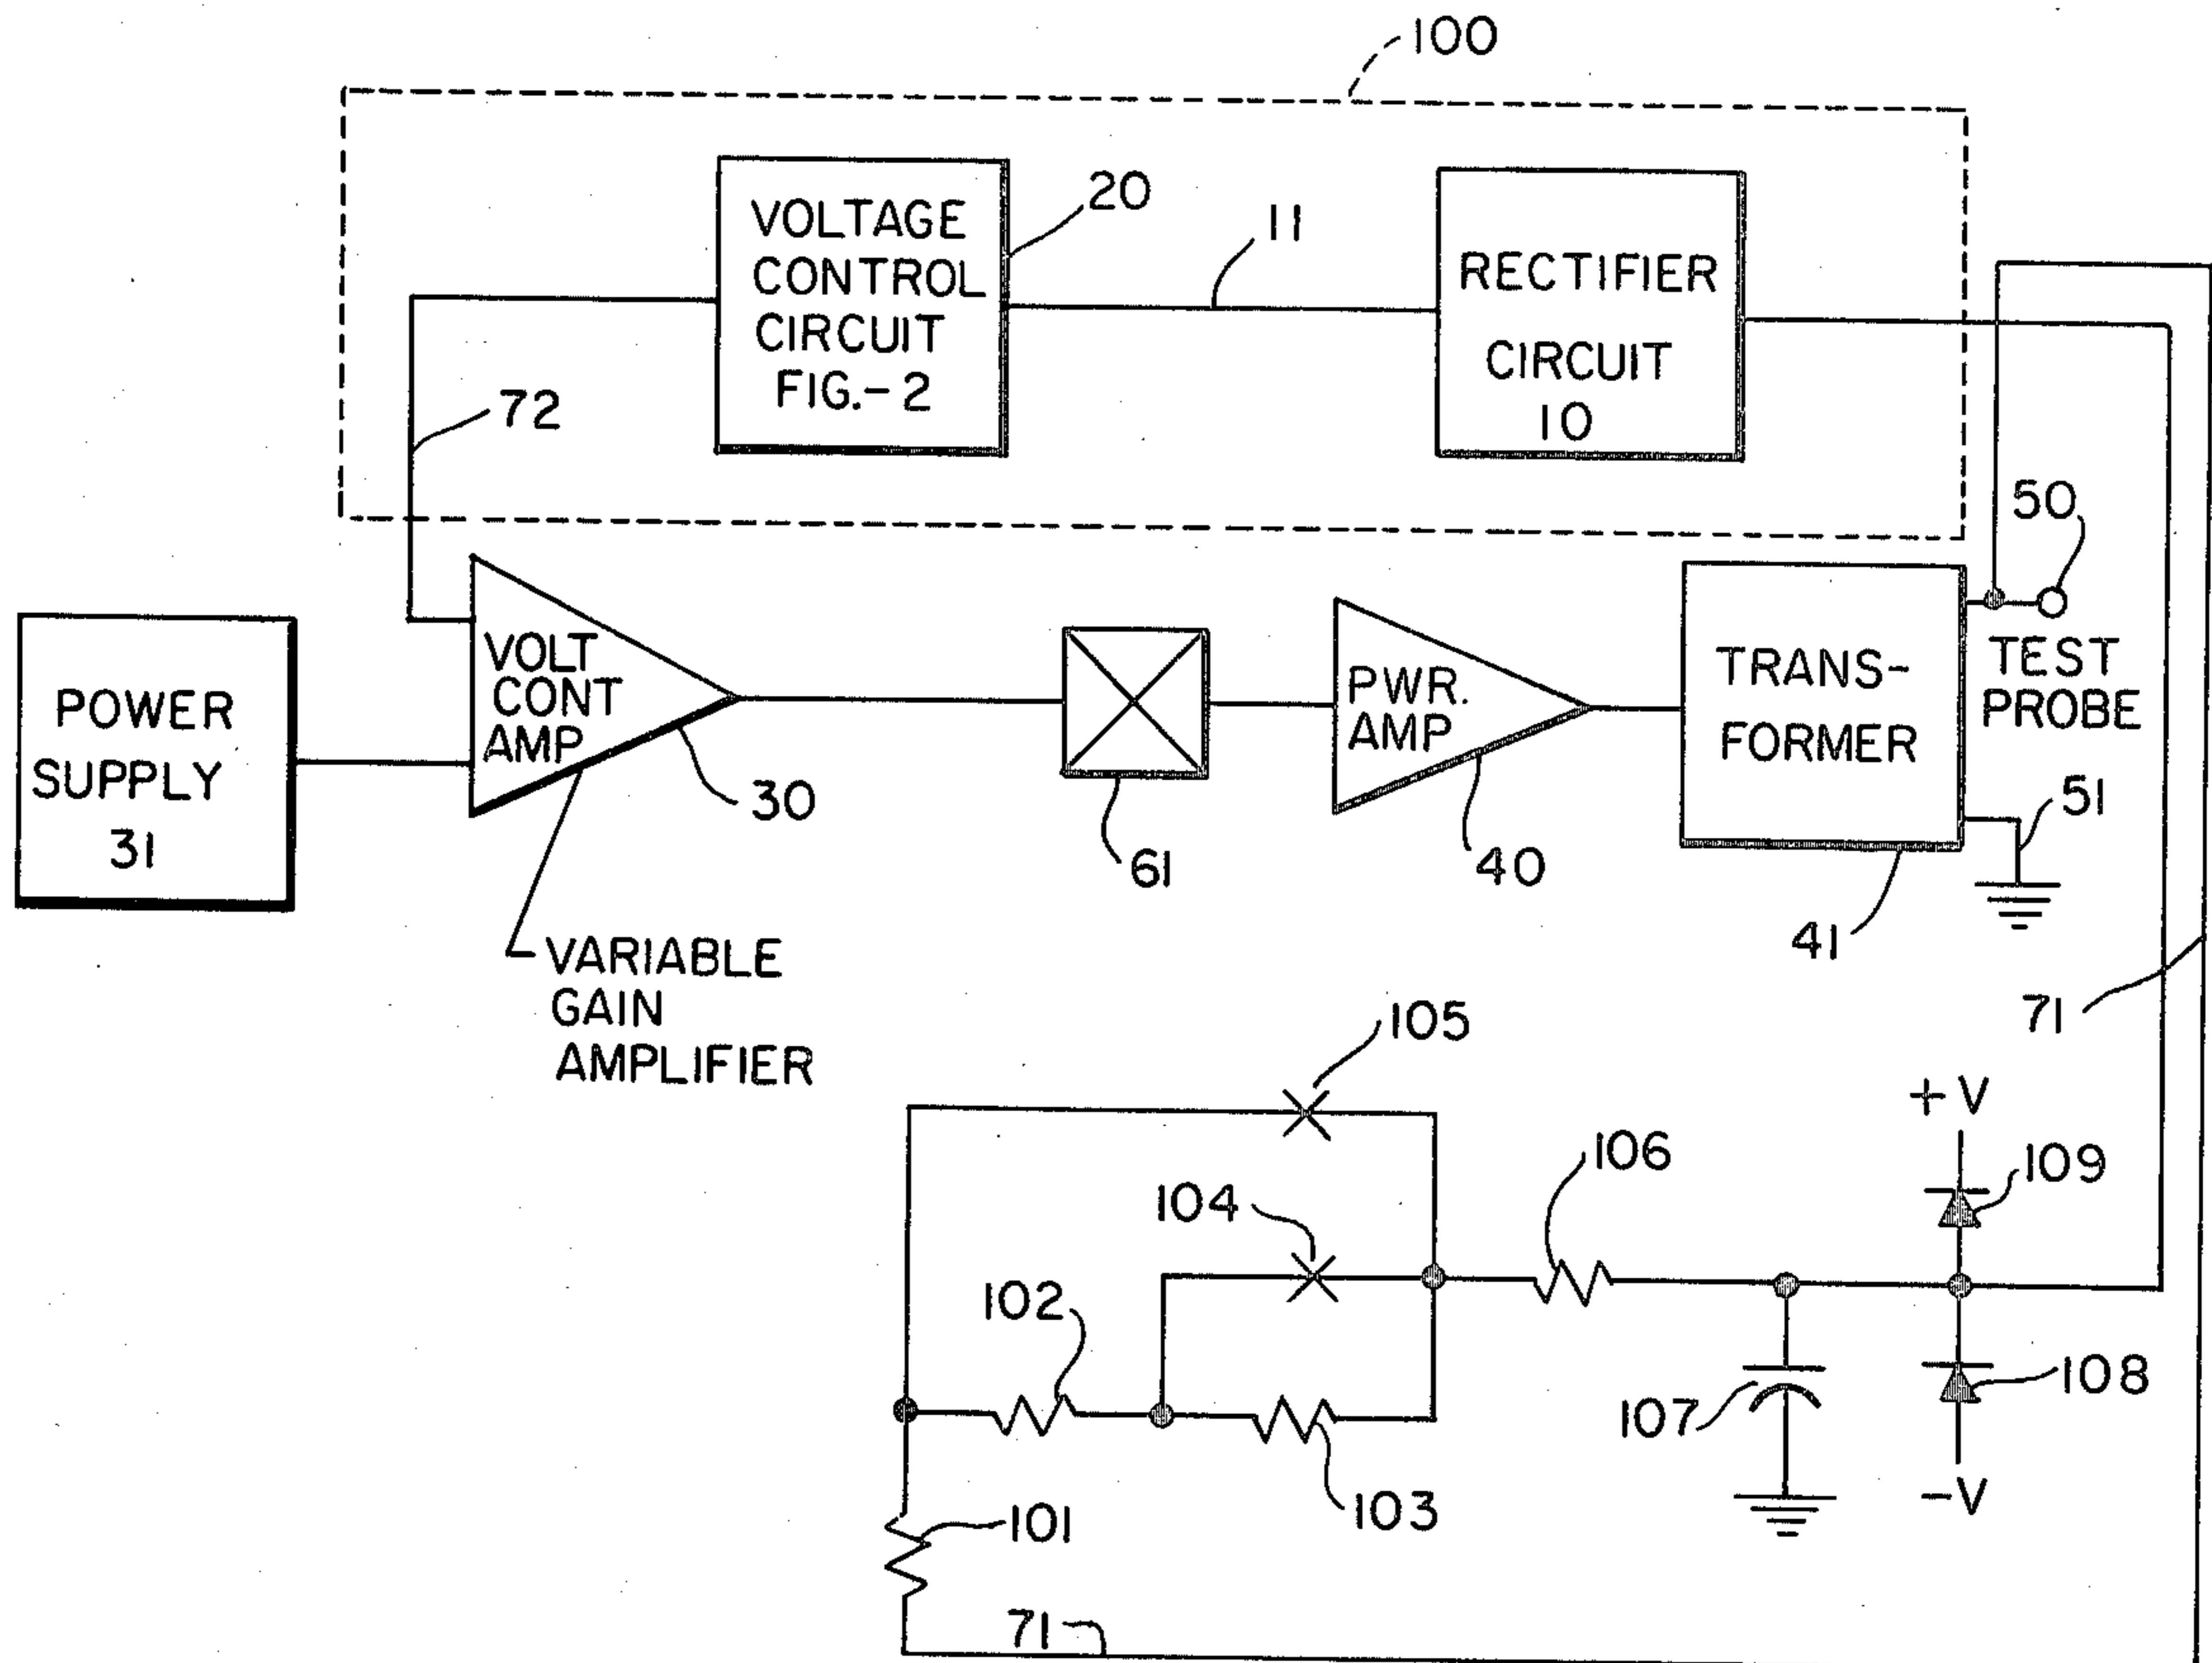 100
VOLTAGE
CONTROL
CIRCUIT
FIG.-2
20
11
RECTIFIER
CIRCUIT
10
72
50
TEST
PROBE
POWER
SUPPLY
31
VOLT
CONT
AMP
30
61
PWR.
AMP
40
TRANS-
FORMER
41
51
71
VARIABLE
GAIN
AMPLIFIER
105
104
106
+V
109
102
103
107
108
-V
101
71